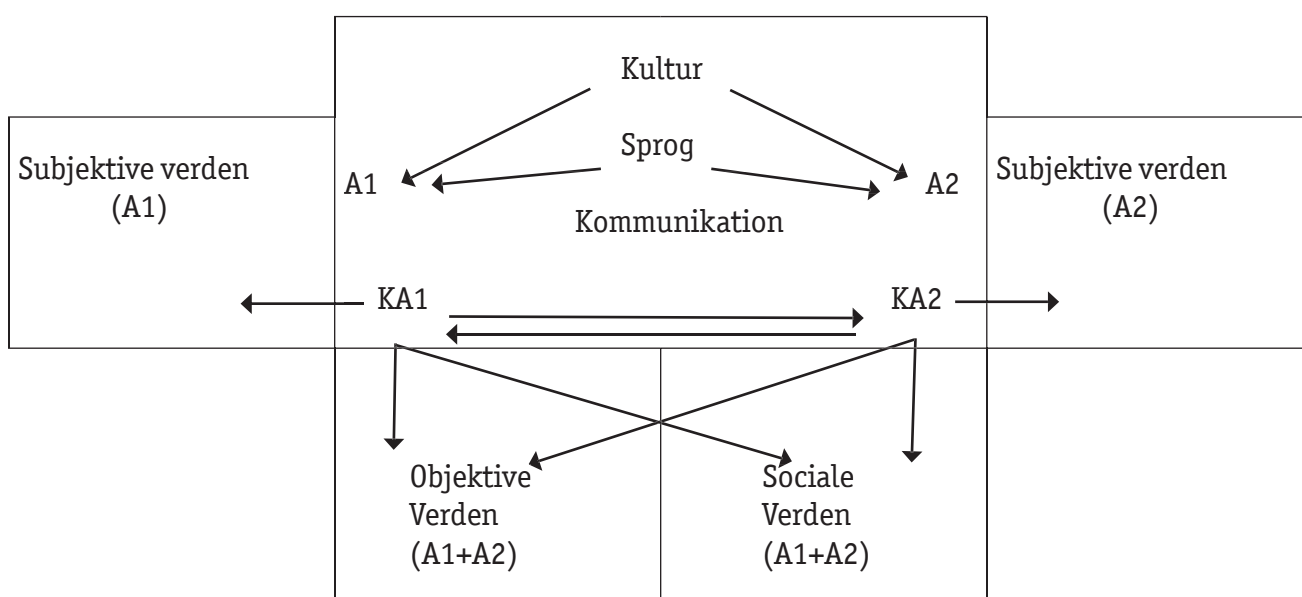 Kultur
Sprog
Subjektive verden
(A1)
A1
A2
Subjektive verden
(A2)
Kommunikation
KA1
KA2
Objektive
Verden
(A1+A2)
Sociale
Verden
(A1+A2)